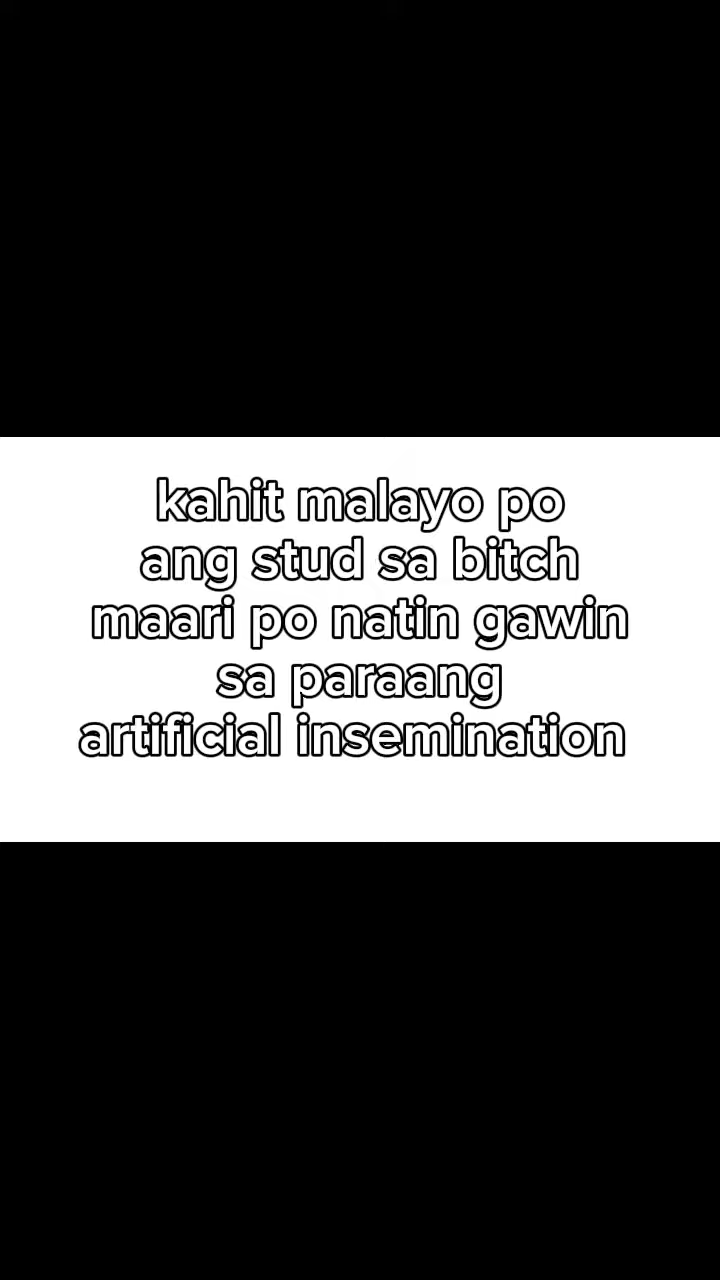 kahit malayo po
ang stud sa bitch
maari po natin gawin
sa paraang
artificial insemination